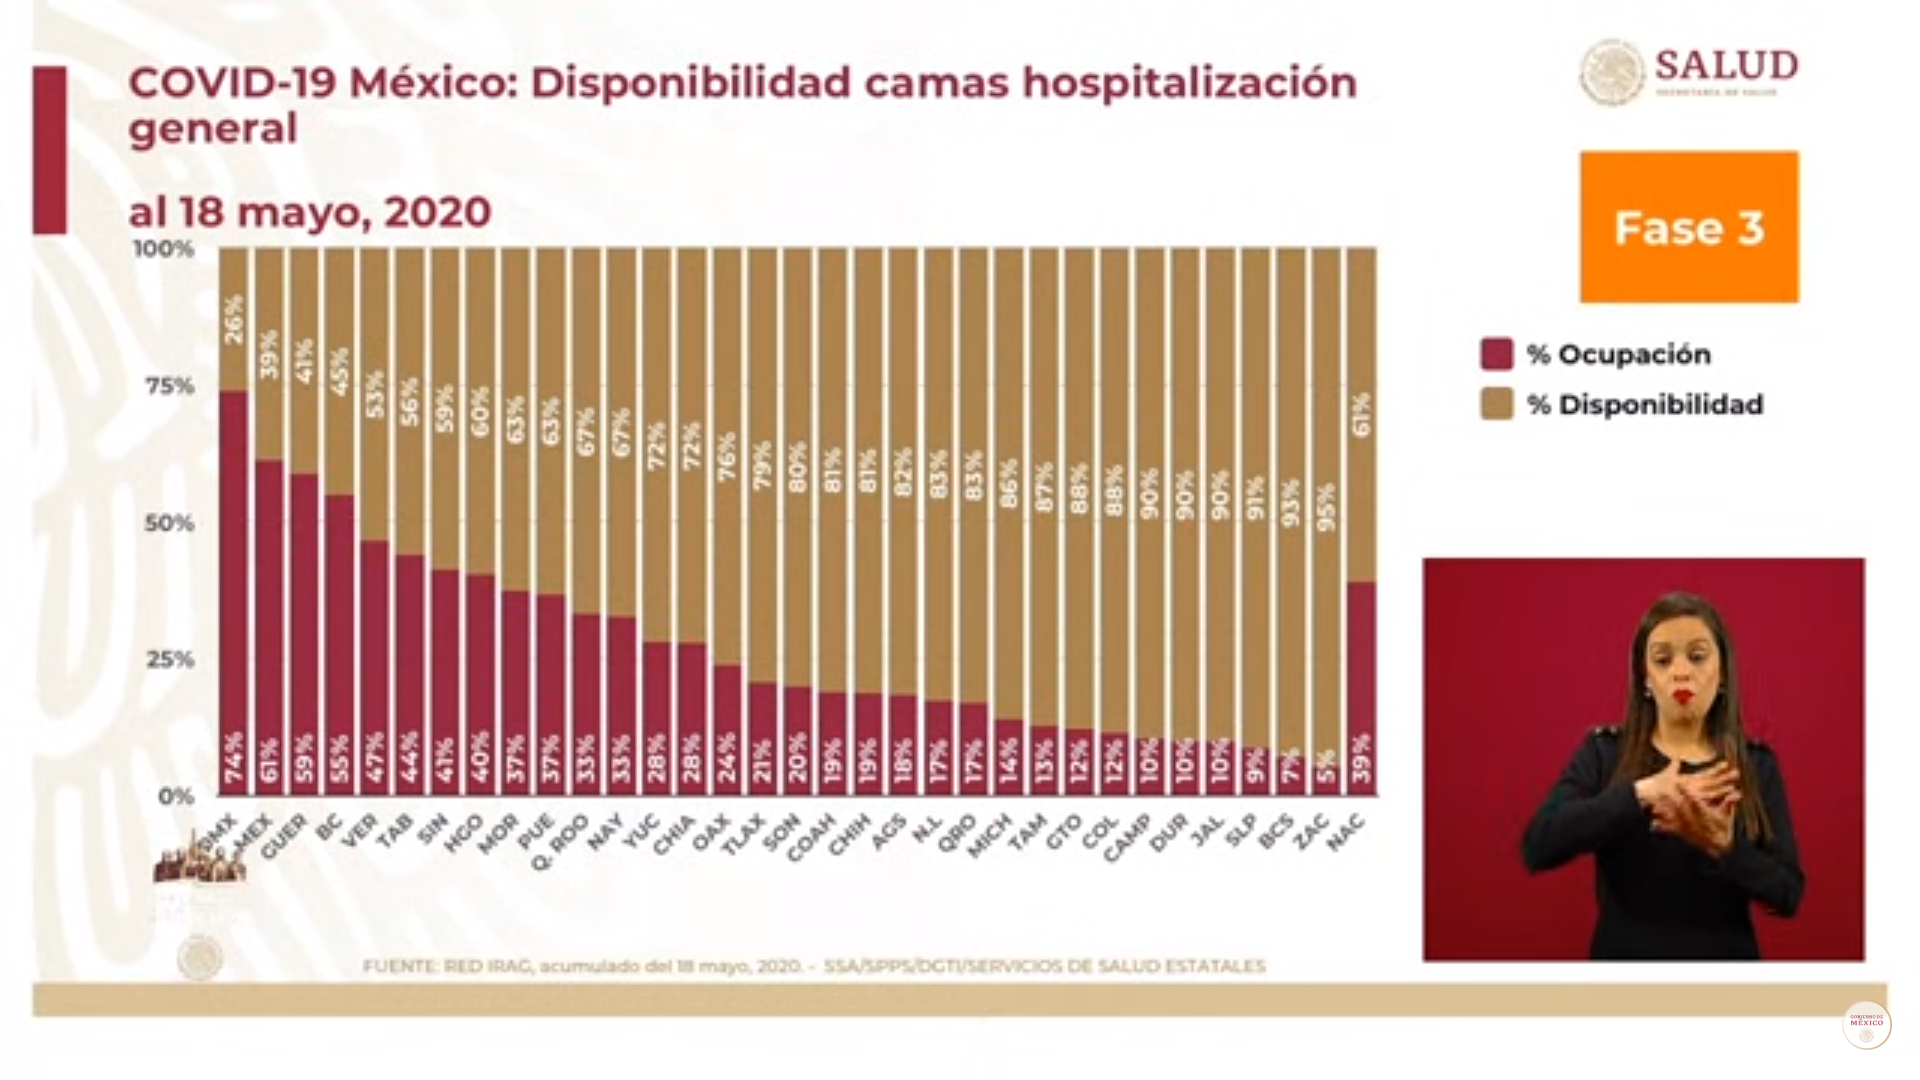 COVID-19 México: Disponibilidad camas hospitalización
general
al 18 mayo, 2020
SALUD
SECRETARÍA DE SALUD
Fase 3
% Ocupación
% Disponibilidad
100%
75%
50%
25%
0%
26% 39% 41% 45% 53% 56% 59% 60% 63% 63% 67% 67% 72% 72% 76% 79% 80% 81% 81% 82% 83% 83% 86% 87% 88% 88% 90% 90% 90% 91% 93% 95% 61%
74% 61% 59% 55% 47% 44% 41% 40% 37% 37% 33% 33% 28% 28% 24% 21% 20% 19% 19% 18% 17% 17% 14% 13% 12% 12% 10% 10% 10% 9% 7% 5% 39%
MX MEX GUER BC VER TAB SIN HGO MOR PUE Q. ROO NAY YUC CHIA OAX TLAX SON COAH CHIH AGS N.L QRO MICH TAM GTO COL CAMP DUR JAL SLP BCS ZAC NAC
FUENTE: RED IRAG, acumulado del 18 mayo, 2020. - SSA/SPPS/DGTI/SERVICIOS DE SALUD ESTATALES
GOBIERNO DE
MÉXICO